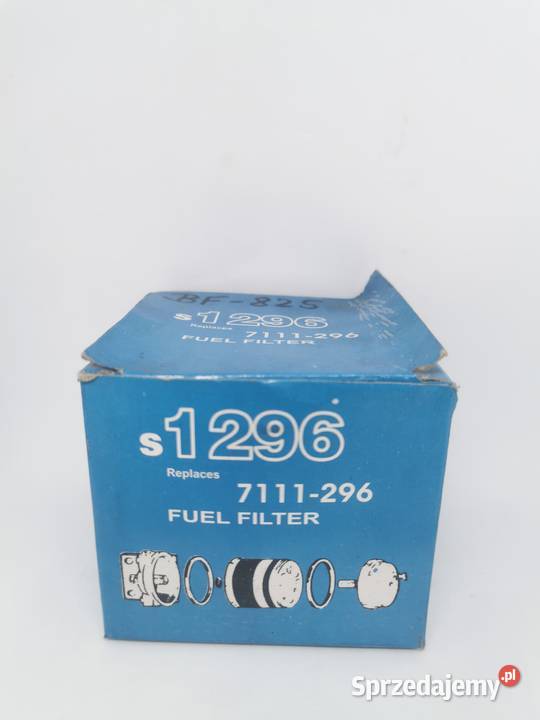 BF-825
s1296
Replaces
7111-296
FUEL FILTER
s1296
Replaces
7111-296
FUEL FILTER
Sprzedajemy.pl